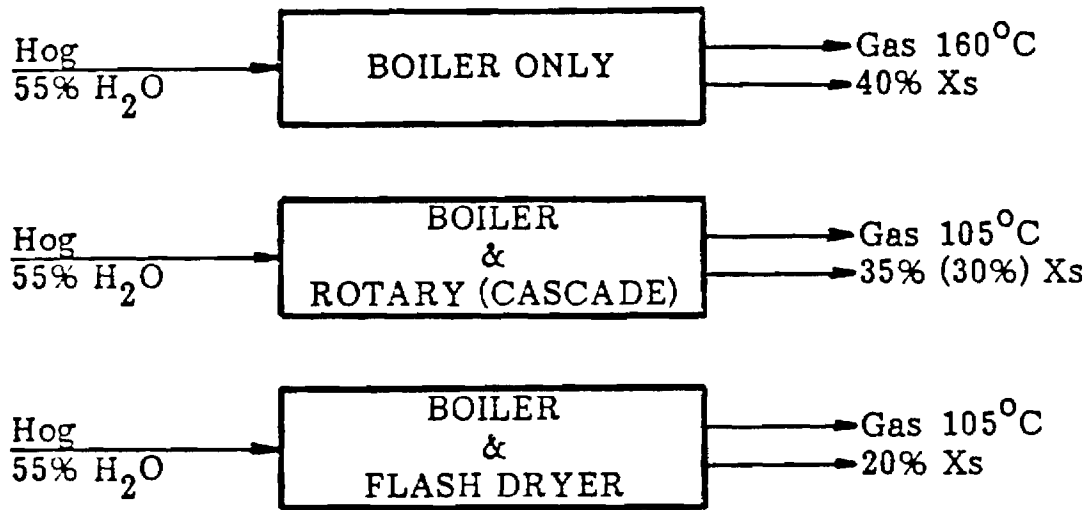 Hog
55% H₂O
BOILER ONLY
Gas 160°C
40% Xs
Hog
55% H₂O
BOILER
&
ROTARY (CASCADE)
Gas 105°C
35% (30%) Xs
Hog
55% H₂O
BOILER
&
FLASH DRYER
Gas 105°C
20% Xs